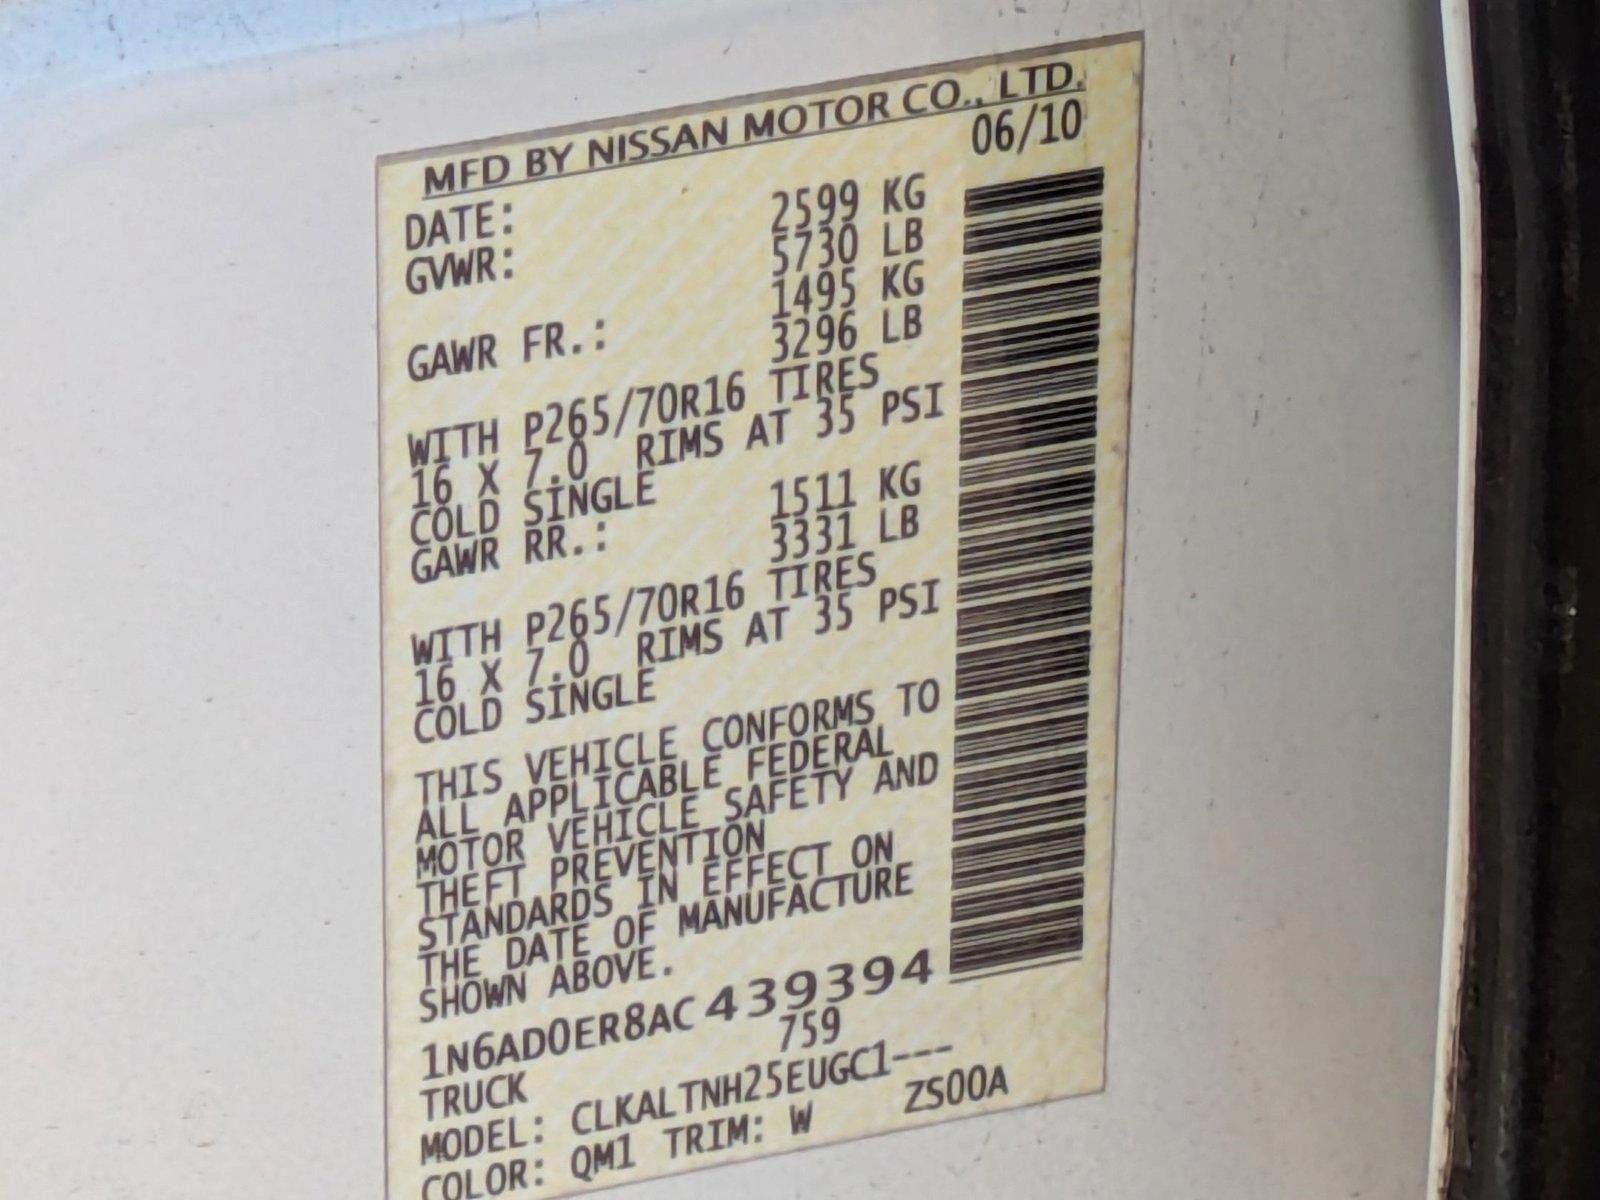 MFD BY NISSAN MOTOR CO., LTD.
DATE: 06/10
GVWR: 2599 KG
5730 LB
GAWR FR.: 1495 KG
3296 LB
WITH P265/70R16 TIRES
16 X 7.0 RIMS AT 35 PSI
COLD SINGLE
GAWR RR.: 1511 KG
3331 LB
WITH P265/70R16 TIRES
16 X 7.0 RIMS AT 35 PSI
COLD SINGLE
THIS VEHICLE CONFORMS TO
ALL APPLICABLE FEDERAL
MOTOR VEHICLE SAFETY AND
THEFT PREVENTION
STANDARDS IN EFFECT ON
THE DATE OF MANUFACTURE
SHOWN ABOVE.
1N6AD0ER8AC439394
TRUCK 759
MODEL: CLKALTNH25EUGC1---
COLOR: QM1 TRIM: W ZS00A